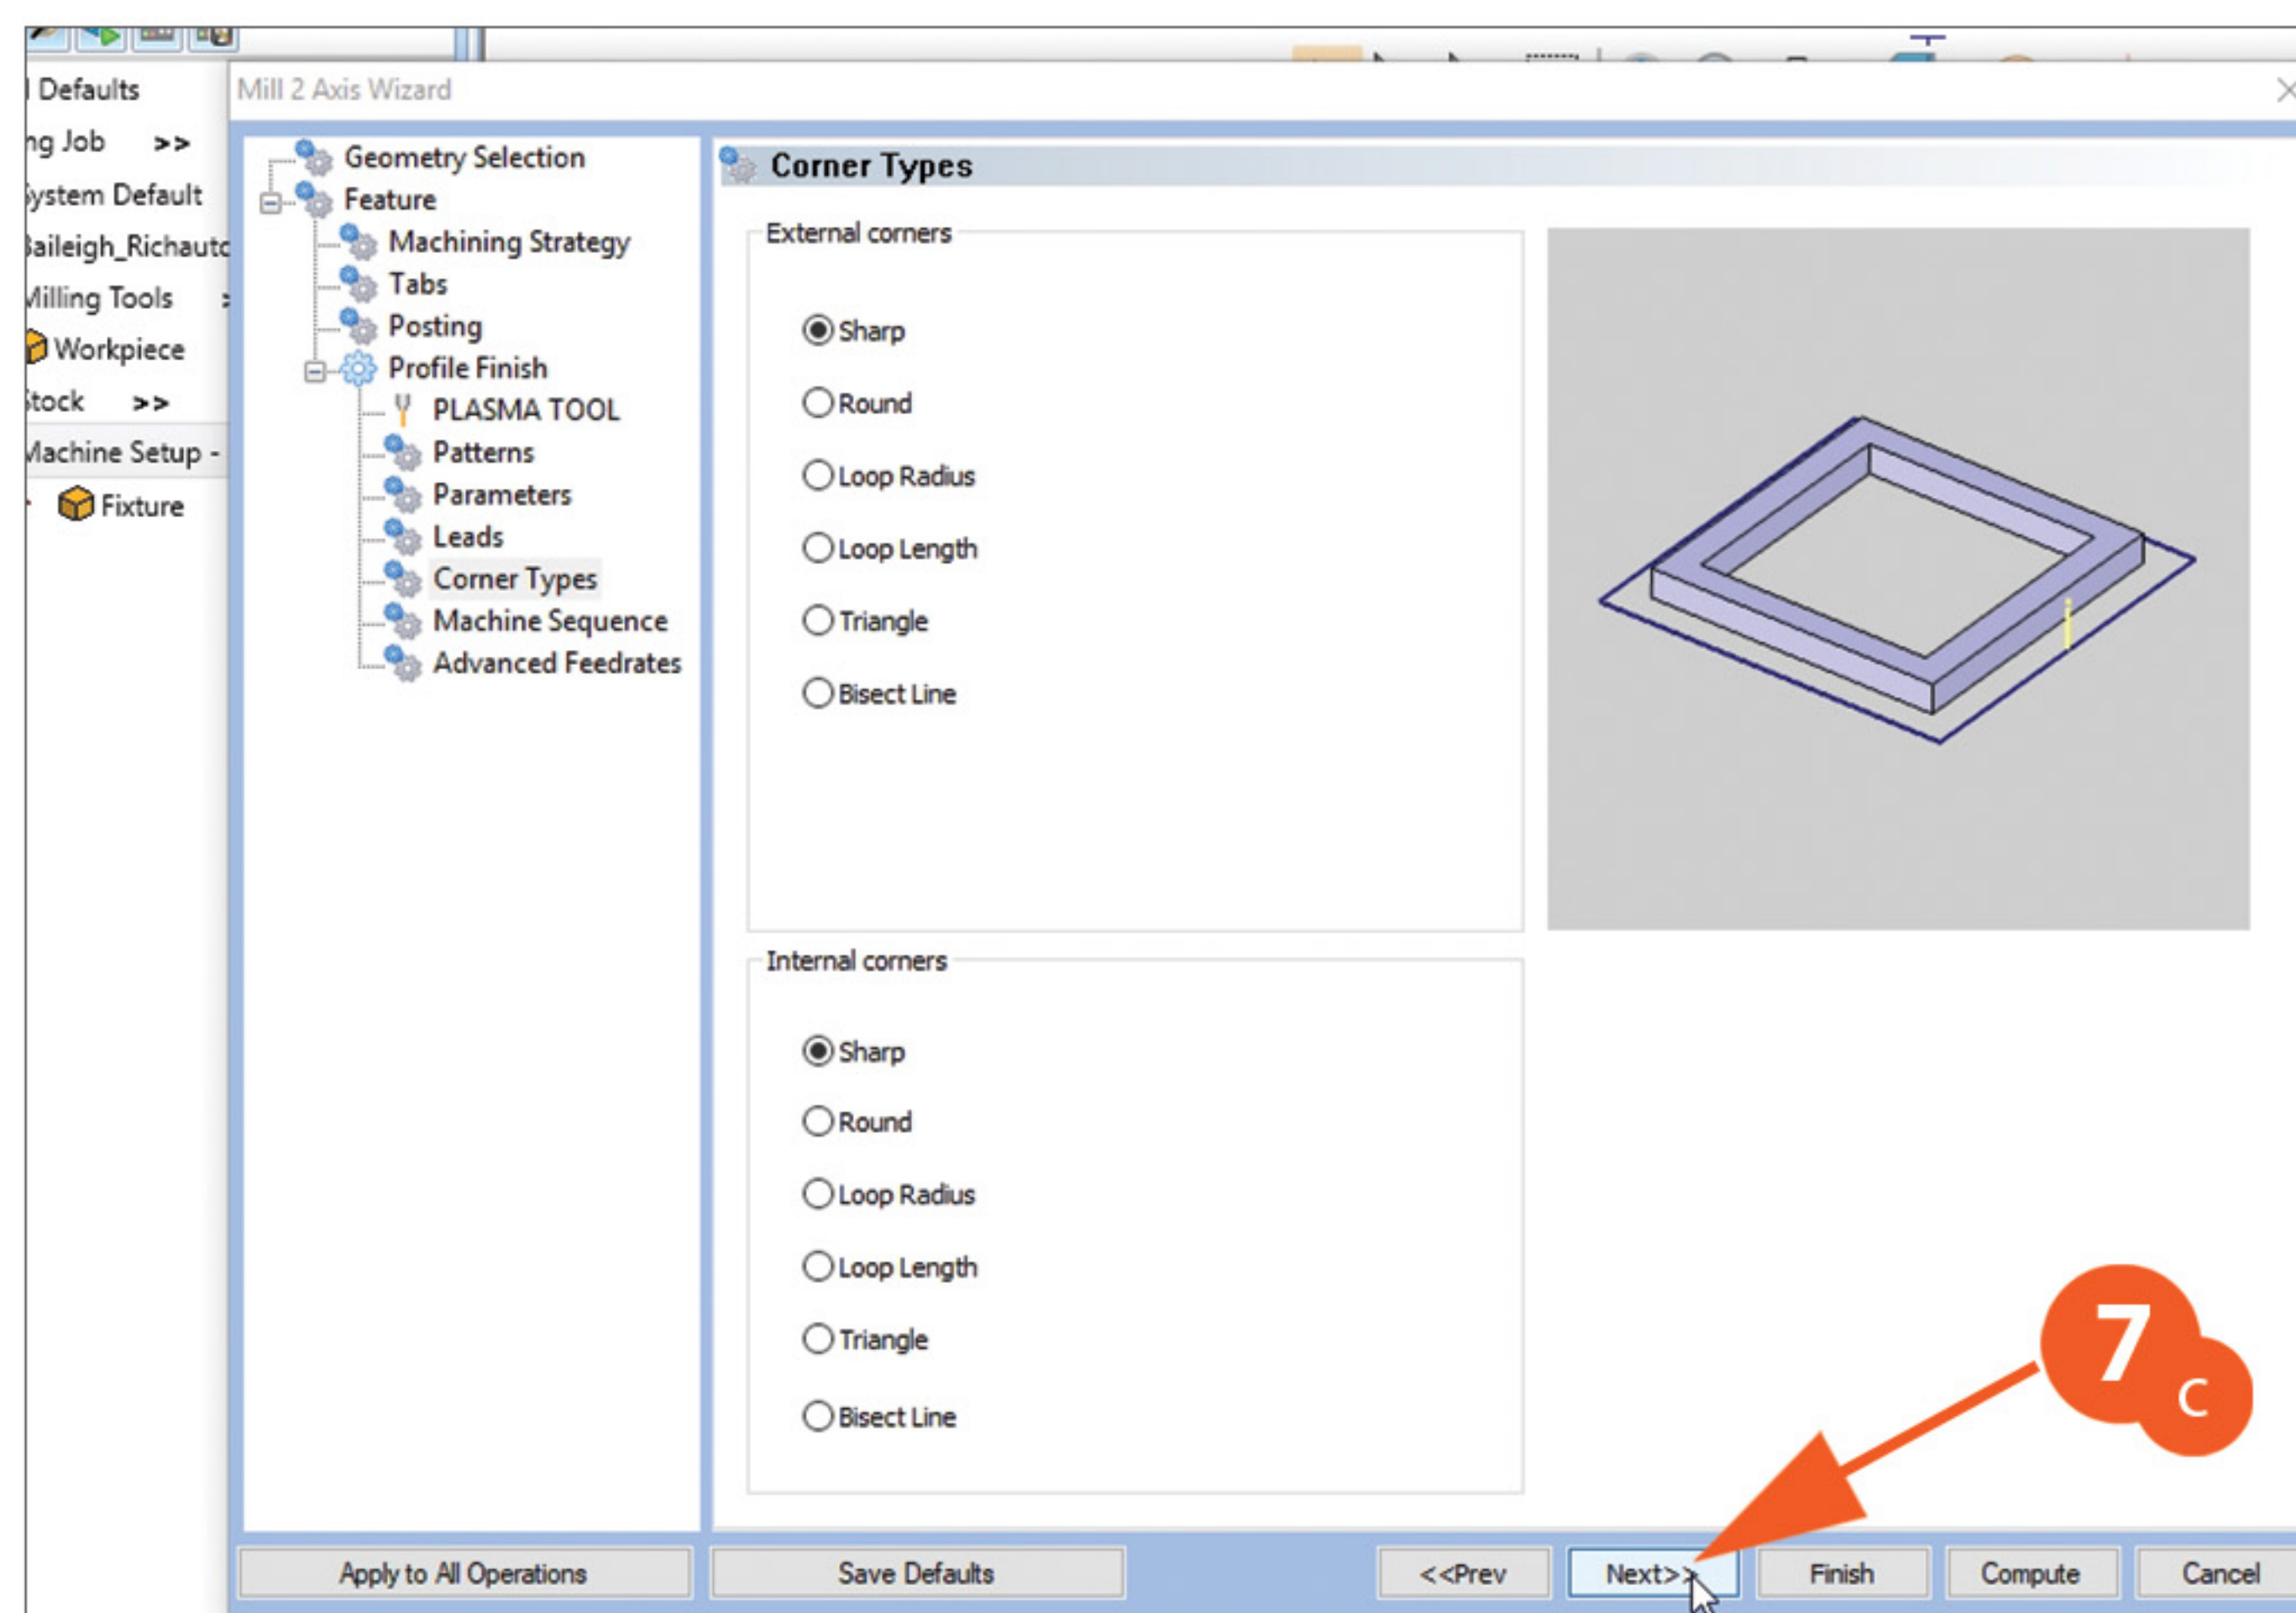 Defaults
ng Job >>
ystem Default
aileigh_Richauto
Milling Tools
Workpiece
Stock >>
Machine Setup -
Fixture
Mill 2 Axis Wizard
Geometry Selection
Feature
Machining Strategy
Tabs
Posting
Profile Finish
PLASMA TOOL
Patterns
Parameters
Leads
Corner Types
Machine Sequence
Advanced Feedrates
Corner Types
External corners
Sharp
Round
Loop Radius
Loop Length
Triangle
Bisect Line
Internal corners
Sharp
Round
Loop Radius
Loop Length
Triangle
Bisect Line
7
C
Apply to All Operations
Save Defaults
<<Prev
Next>>
Finish
Compute
Cancel